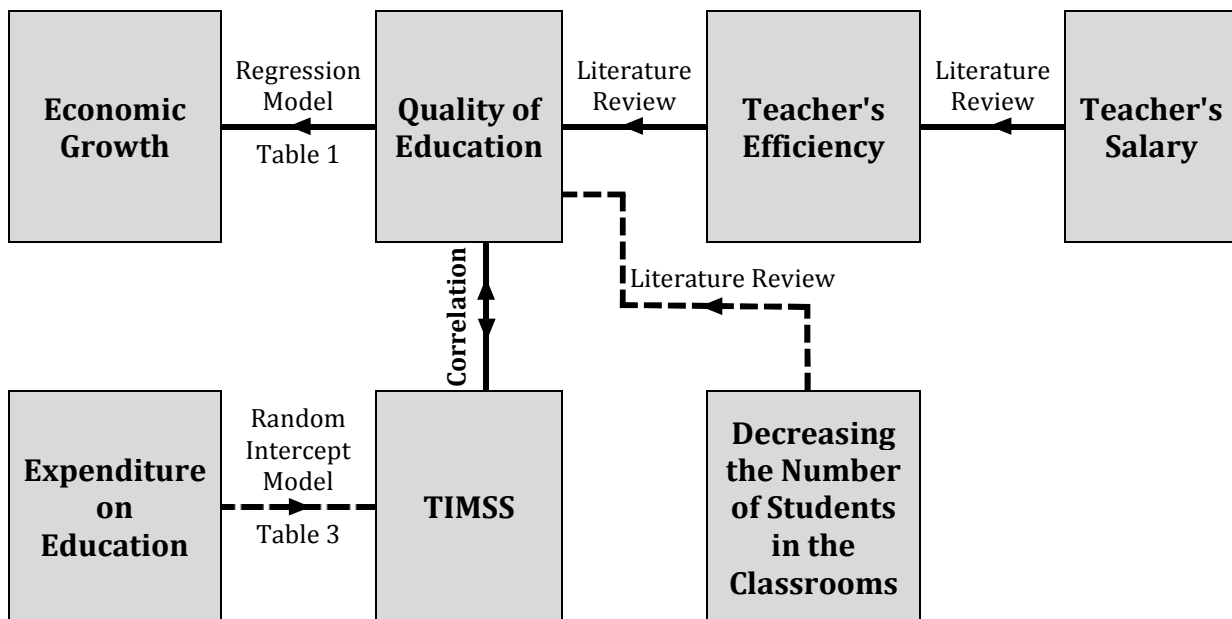 Economic
Growth
Regression
Model
Table 1
Quality of
Education
Literature
Review
Teacher's
Efficiency
Literature
Review
Teacher's
Salary
Correlation
Literature Review
Expenditure
on
Education
Random
Intercept
Model
Table 3
TIMSS
Decreasing
the Number
of Students
in the
Classrooms